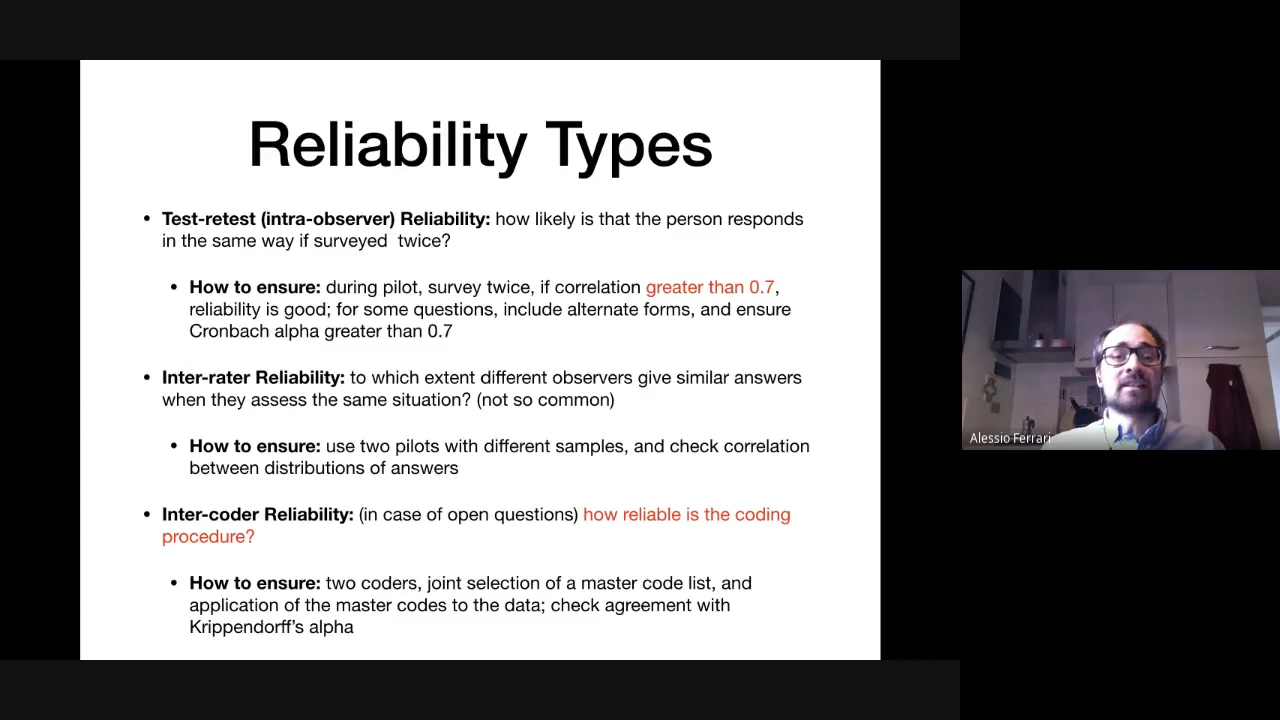 Reliability Types
• Test-retest (intra-observer) Reliability: how likely is that the person responds
in the same way if surveyed  twice?
• How to ensure: during pilot, survey twice, if correlation greater than 0.7,
reliability is good; for some questions, include alternate forms, and ensure
Cronbach alpha greater than 0.7
• Inter-rater Reliability: to which extent different observers give similar answers
when they assess the same situation? (not so common)
• How to ensure: use two pilots with different samples, and check correlation
between distributions of answers
• Inter-coder Reliability: (in case of open questions) how reliable is the coding
procedure?
• How to ensure: two coders, joint selection of a master code list, and
application of the master codes to the data; check agreement with
Krippendorff's alpha
Alessio Ferrari